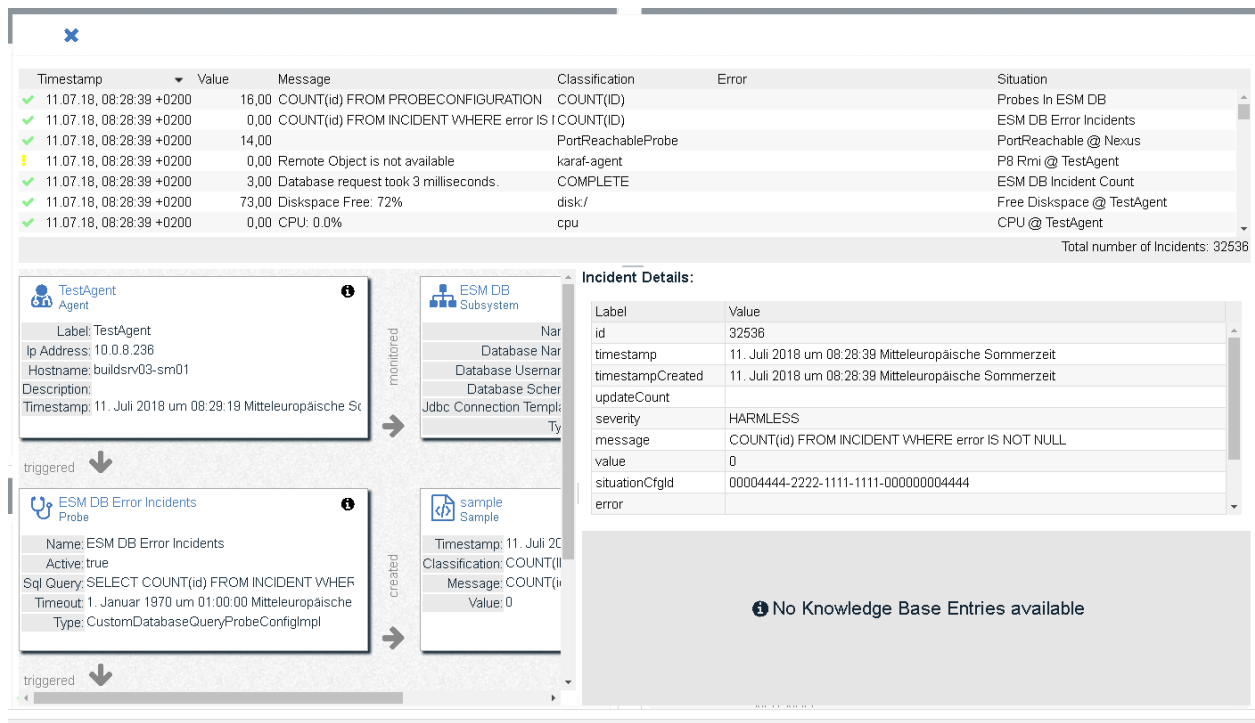 Timestamp Value Message Classification Error Situation
11.07.18, 08:28:39 +0200 16,00 COUNT(id) FROM PROBECONFIGURATION COUNT(ID) Probes In ESM DB
11.07.18, 08:28:39 +0200 0,00 COUNT(id) FROM INCIDENT WHERE error IS COUNT(ID) ESM DB Error Incidents
11.07.18, 08:28:39 +0200 14,00 PortReachableProbe PortReachable @ Nexus
11.07.18, 08:28:39 +0200 0,00 Remote Object is not available karaf-agent P8 Rmi @ TestAgent
11.07.18, 08:28:39 +0200 3,00 Database request took 3 milliseconds. COMPLETE ESM DB Incident Count
11.07.18, 08:28:39 +0200 73,00 Diskspace Free: 72% disk:/ Free Diskspace @ TestAgent
11.07.18, 08:28:39 +0200 0,00 CPU: 0.0% cpu CPU @ TestAgent
Total number of Incidents: 32536
TestAgent
Agent
Label: TestAgent
Ip Address: 10.0.8.236
Hostname: buildsrv03-sm01
Description:
Timestamp: 11. Juli 2018 um 08:29:19 Mitteleuropäische Sc
monitored
ESM DB
Subsystem
Nar
Database Nar
Database Usernar
Database Scher
Jdbc Connection Templa
Ty
triggered
ESM DB Error Incidents
Probe
Name: ESM DB Error Incidents
Active: true
Sql Query: SELECT COUNT(id) FROM INCIDENT WHER
Timeout: 1. Januar 1970 um 01:00:00 Mitteleuropäische
Type: CustomDatabaseQueryProbeConfigImpl
created
sample
Sample
Timestamp: 11. Juli 20
Classification: COUNT(I
Message: COUNT(i
Value: 0
triggered
Incident Details:
Label Value
id 32536
timestamp 11. Juli 2018 um 08:28:39 Mitteleuropäische Sommerzeit
timestampCreated 11. Juli 2018 um 08:28:39 Mitteleuropäische Sommerzeit
updateCount
severity HARMLESS
message COUNT(id) FROM INCIDENT WHERE error IS NOT NULL
value 0
situationCfgId 00004444-2222-1111-1111-000000004444
error
No Knowledge Base Entries available